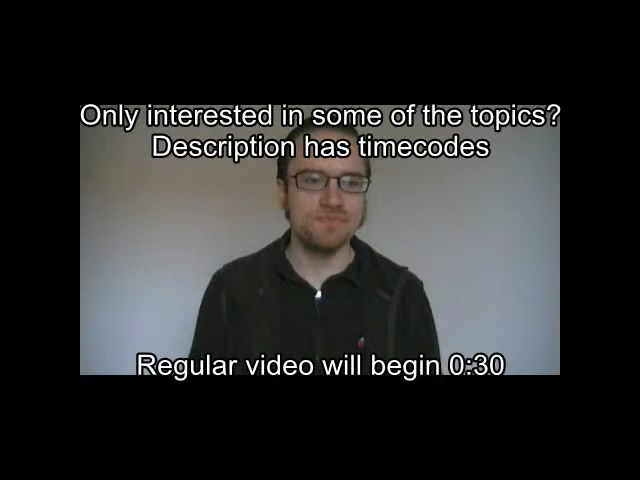 Only interested in some of the topics?
Description has timecodes
Regular video will begin 0:30